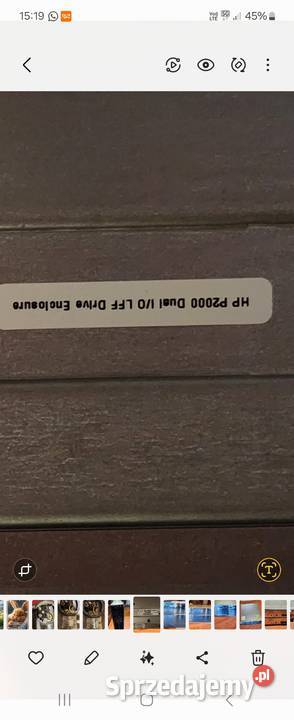 15:19
45%
HP P2000 Dual I/O LFF Drive Enclosure
T
Sprzedajemy.pl